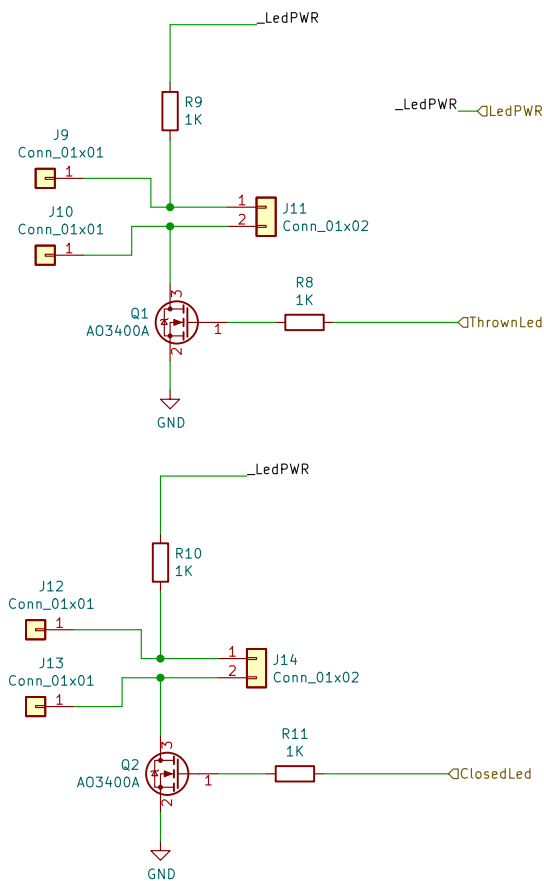 _LedPWR
R9
1K
_LedPWR
LedPWR
J9
Conn_01x01
1
1
J11
J10
Conn_01x01
2
Conn_01x02
1
R8
1K
3
Q1
AO3400A
1
ThrownLed
2
GND
_LedPWR
R10
1K
J12
Conn_01x01
1
1
J14
J13
Conn_01x01
2
Conn_01x02
1
R11
1K
3
Q2
AO3400A
1
ClosedLed
2
GND